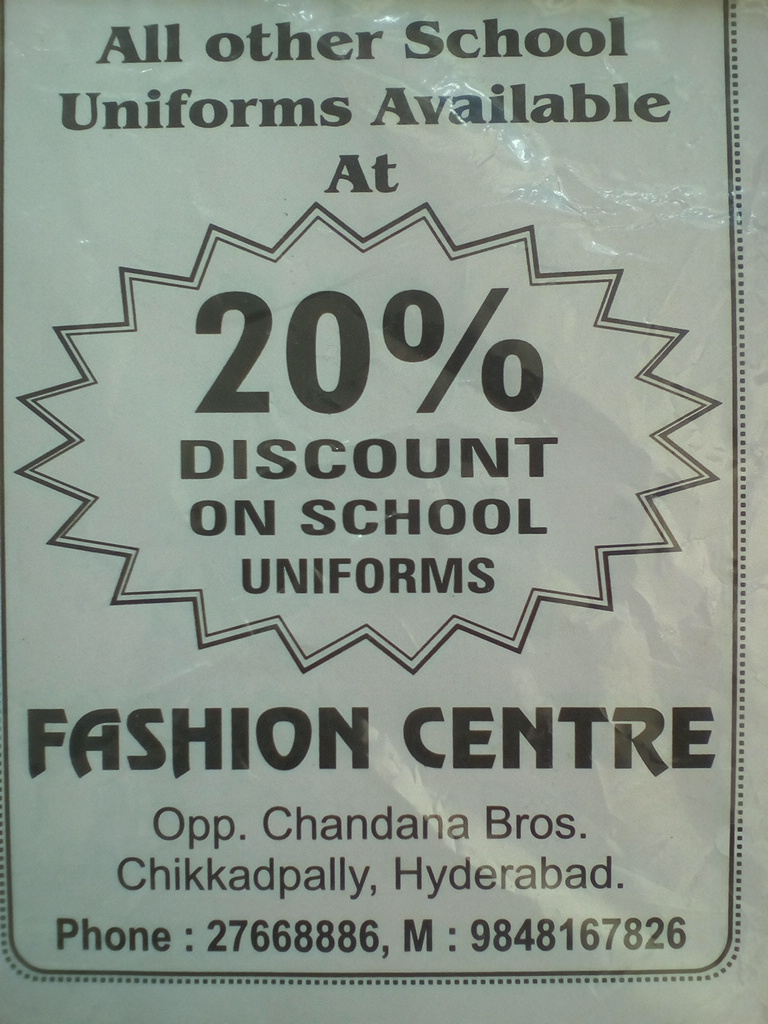 All other School
Uniforms Available
At
20%
DISCOUNT
ON SCHOOL
UNIFORMS
FASHION CENTRE
Opp. Chandana Bros.
Chikkadpally, Hyderabad.
Phone : 27668886, M : 9848167826